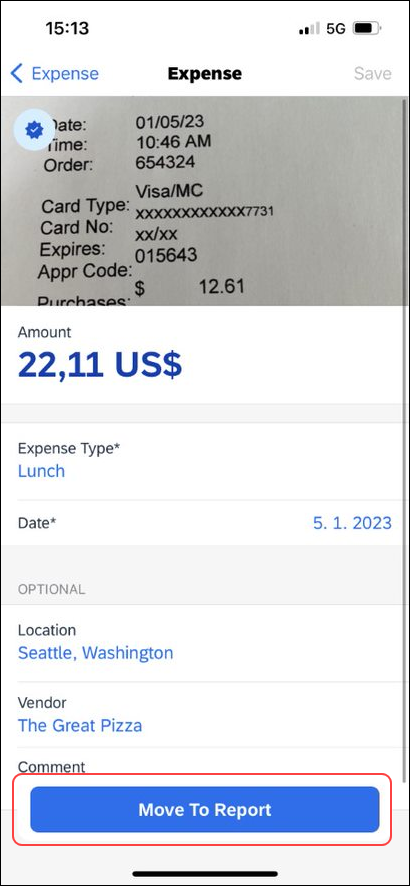 15:13
5G
Expense
Expense
Save
Date:
01/05/23
Time:
10:46 AM
Order:
654324
Card Type:
Visa/MC
Card No:
xxxxxxxxxxxx7731
Expires:
xx/xx
Appr Code:
015643
Purchases:
$ 12.61
Amount
22,11 US$
Expense Type*
Lunch
Date*
5. 1. 2023
OPTIONAL
Location
Seattle, Washington
Vendor
The Great Pizza
Comment
Move To Report